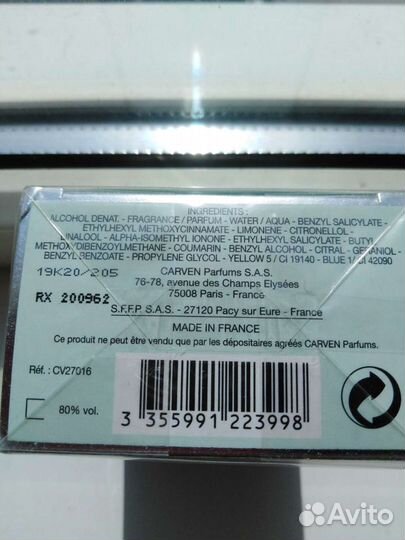 INGREDIENTS :
ALCOHOL DENAT. - FRAGRANCE / PARFUM - WATER / AQUA - BENZYL SALICYLATE -
ETHYLHEXYL METHOXYCINNAMATE - LIMONENE - CITRONELLOL -
LINALOOL - ALPHA-ISOMETHYL IONONE - ETHYLHEXYL SALICYLATE - BUTYL
METHOXYDIBENZOYLMETHANE - COUMARIN - BENZYL ALCOHOL - CITRAL - GERANIOL -
BENZYL BENZOATE - PROPYLENE GLYCOL - YELLOW 5 / CI 19140 - BLUE 1 / CI 42090
19K20/205
CARVEN Parfums S.A.S.
76-78, avenue des Champs Elysées
75008 Paris - France
RX 200962
S.F.F.P S.A.S. - 27120 Pacy sur Eure - France
MADE IN FRANCE
Ce produit ne peut être vendu que par les dépositaires agréés CARVEN Parfums.
Réf. : CV27016
80% vol.
3 355991 223998
Avito